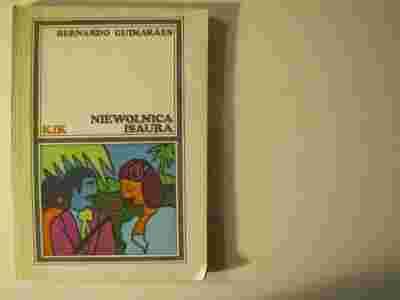 BERNARDO GUIMARÃES
NIEWOLNICA
KIK ISAURA